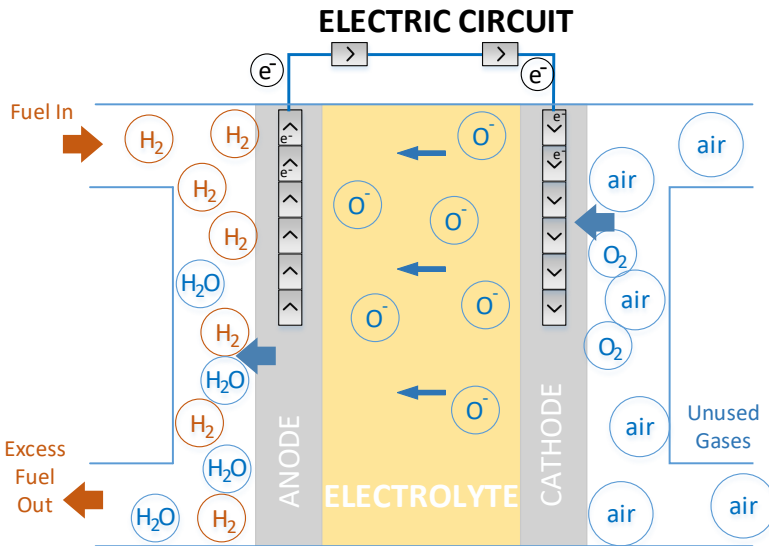 ELECTRIC CIRCUIT
e⁻
e⁻
Fuel In
H₂
H₂
e⁻
e⁻
O⁻
e⁻
e⁻
air
air
H₂
O⁻
O⁻
H₂
O₂
H₂O
O⁻
air
O⁻
H₂
O₂
H₂O
H₂
O⁻
air
Unused
Gases
Excess
Fuel
Out
H₂O
ANODE
ELECTROLYTE
CATHODE
H₂O
H₂
air
air